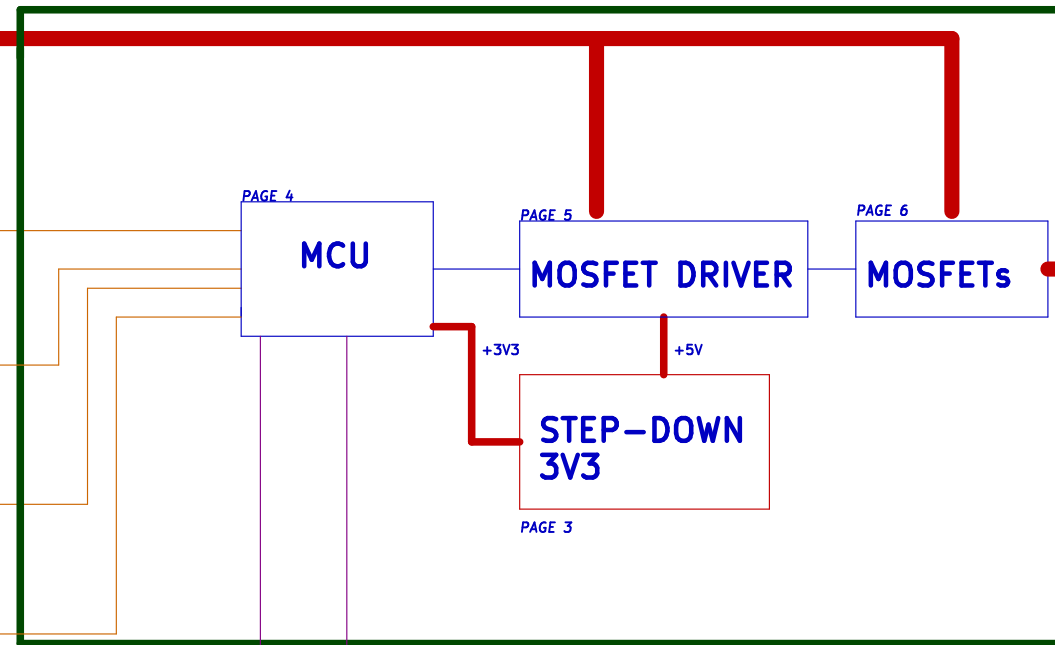 PAGE 4
MCU
PAGE 5
MOSFET DRIVER
PAGE 6
MOSFETs
+3V3
+5V
STEP-DOWN
3V3
PAGE 3